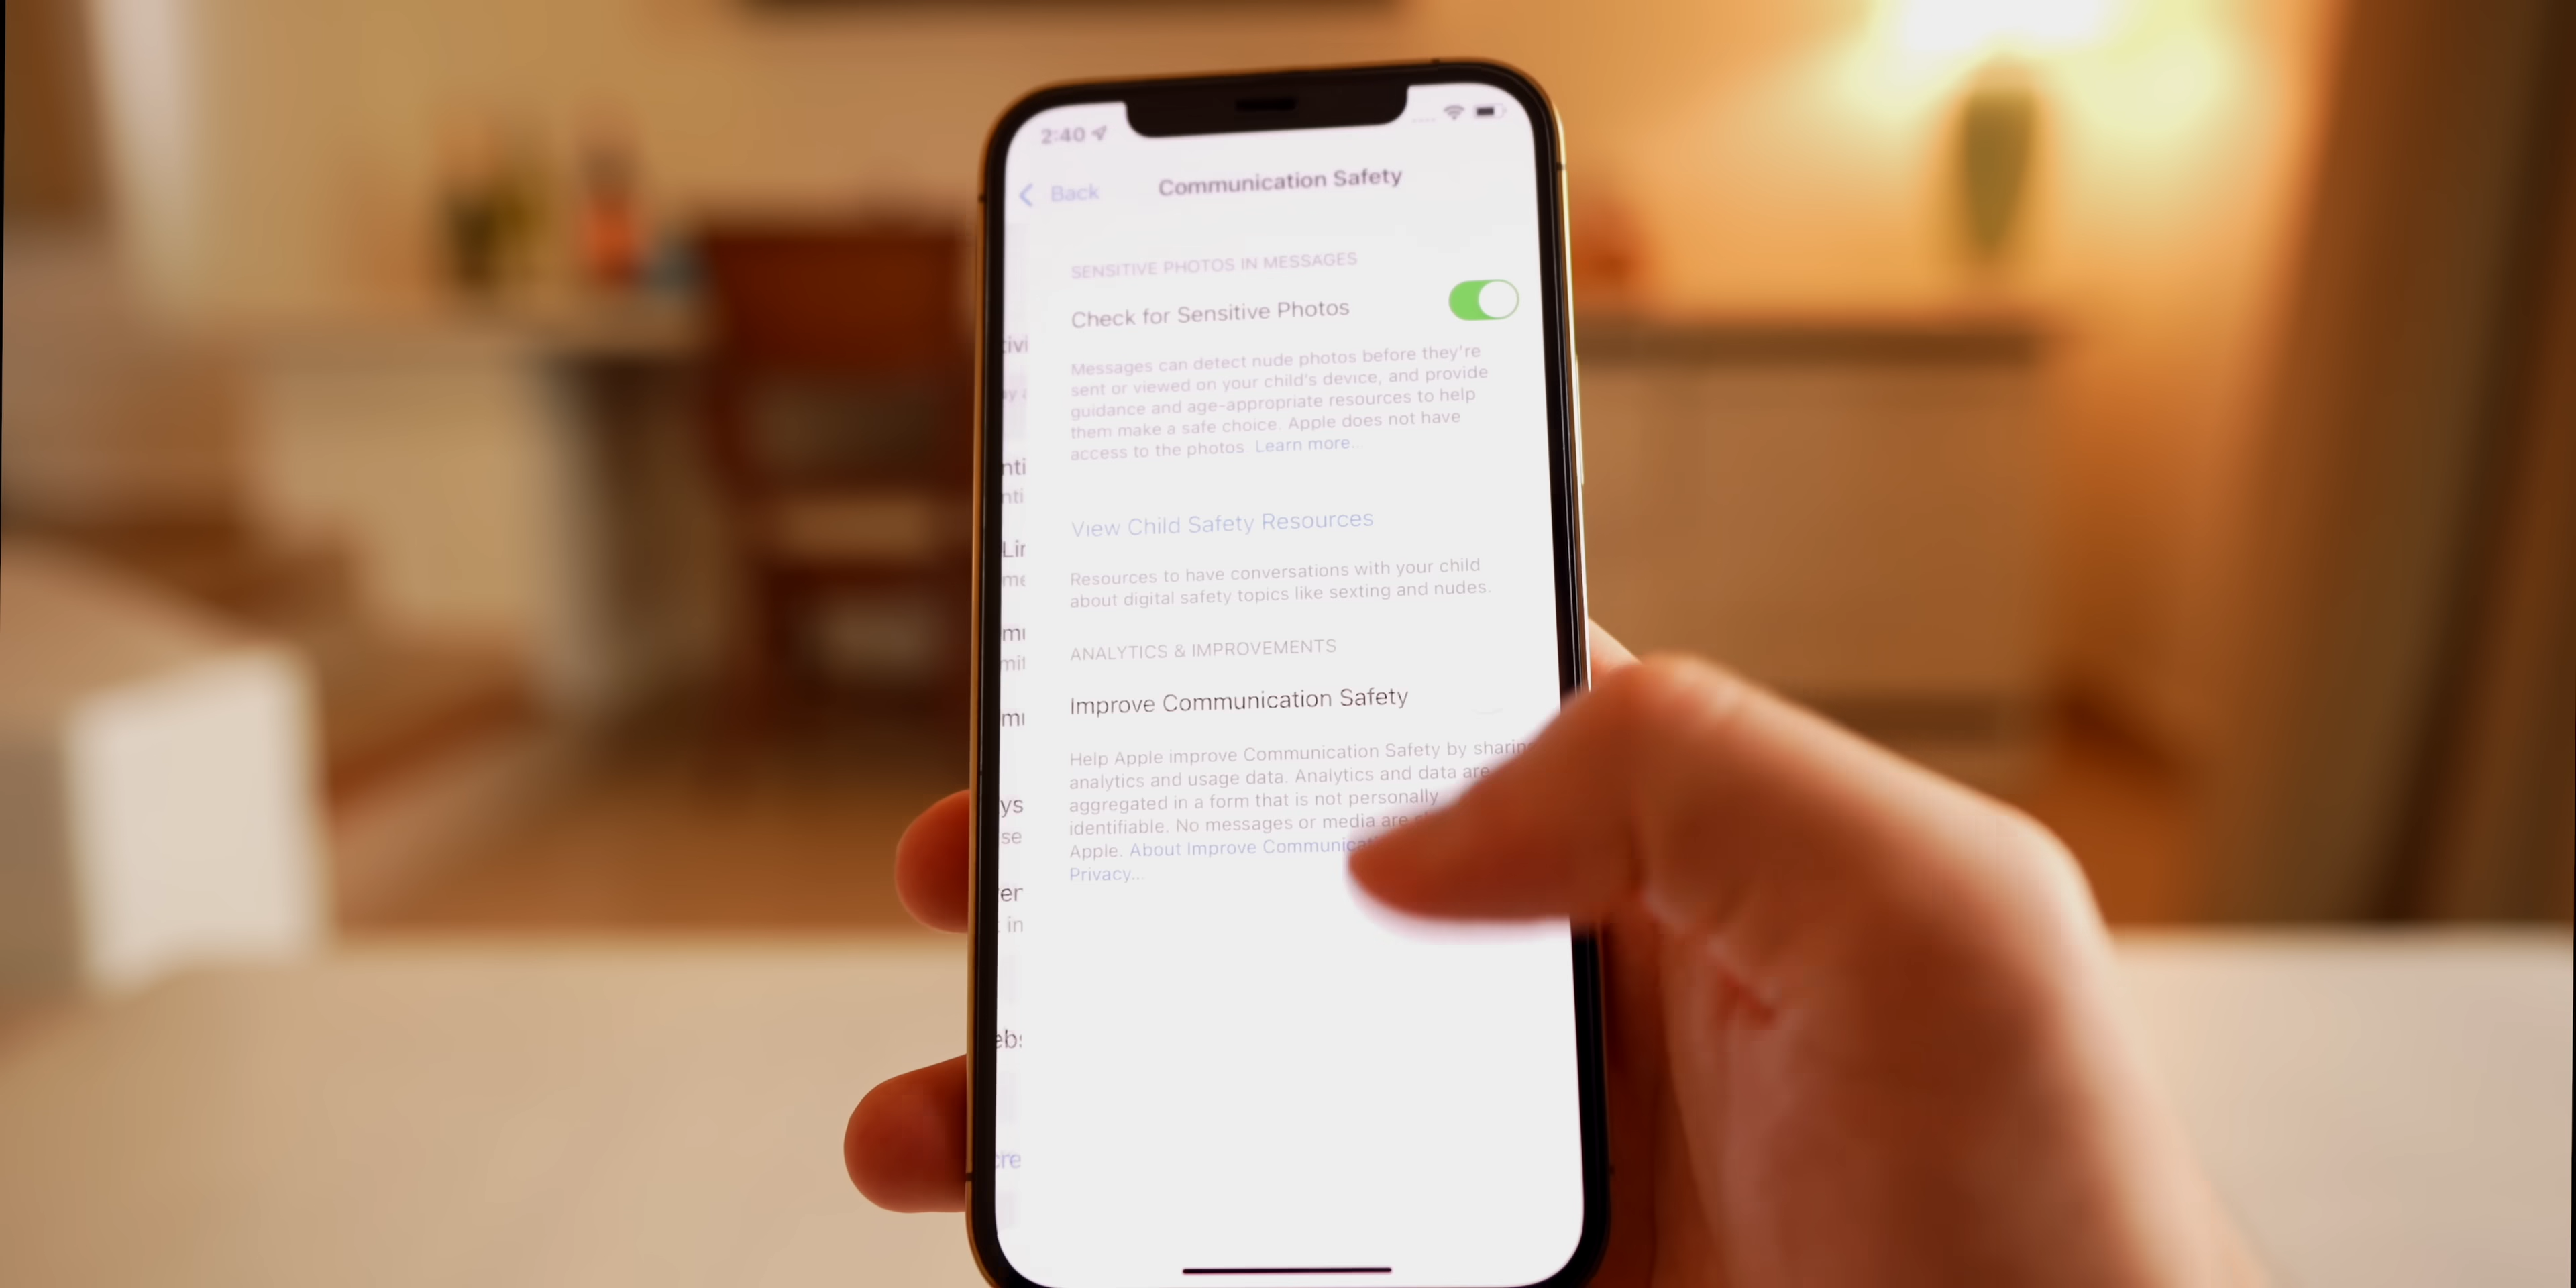 2:40
Back
Communication Safety
SENSITIVE PHOTOS IN MESSAGES
Check for Sensitive Photos
Messages can detect nude photos before they're
sent or viewed on your child's device, and provide
guidance and age-appropriate resources to help
them make a safe choice. Apple does not have
access to the photos Learn more.
View Child Safety Resources
Resources to have conversations with your child
about digital safety topics like sexting and nudes.
ANALYTICS & IMPROVEMENTS
Improve Communication Safety
Help Apple improve Communication Safety by sharing
analytics and usage data. Analytics and data are
aggregated in a form that is not personally
identifiable. No messages or media are
Apple. About Improve
Privacy...